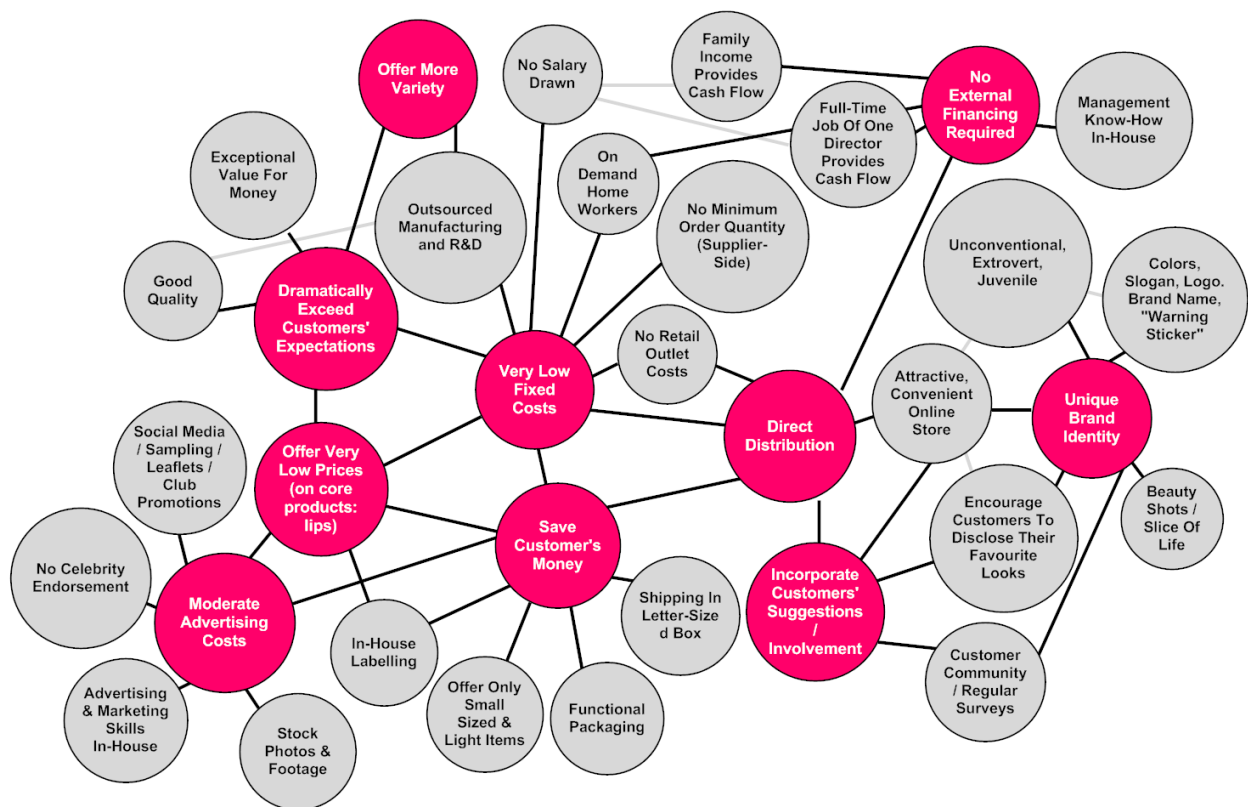 Offer More
Variety
No Salary
Drawn
Family
Income
Provides
Cash Flow
No
External
Financing
Required
Management
Know-How
In-House
Full-Time
Job Of One
Director
Provides
Cash Flow
Exceptional
Value For
Money
On
Demand
Home
Workers
Outsourced
Manufacturing
and R&D
No Minimum
Order Quantity
(Supplier-
Side)
Unconventional,
Extrovert,
Juvenile
Colors,
Slogan, Logo.
Brand Name,
"Warning
Sticker"
Good
Quality
Dramatically
Exceed
Customers'
Expectations
No Retail
Outlet
Costs
Very Low
Fixed
Costs
Attractive,
Convenient
Online
Store
Unique
Brand
Identity
Direct
Distribution
Social Media
/ Sampling /
Leaflets /
Club
Promotions
Offer Very
Low Prices
(on core
products:
lips)
Beauty
Shots /
Slice Of
Life
Encourage
Customers To
Disclose Their
Favourite
Looks
Save
Customer's
Money
No Celebrity
Endorsement
Moderate
Advertising
Costs
Shipping In
Letter-Size
d Box
Incorporate
Customers'
Suggestions
/
Involvement
In-House
Labelling
Customer
Community
/ Regular
Surveys
Advertising
& Marketing
Skills
In-House
Stock
Photos &
Footage
Offer Only
Small
Sized &
Light Items
Functional
Packaging